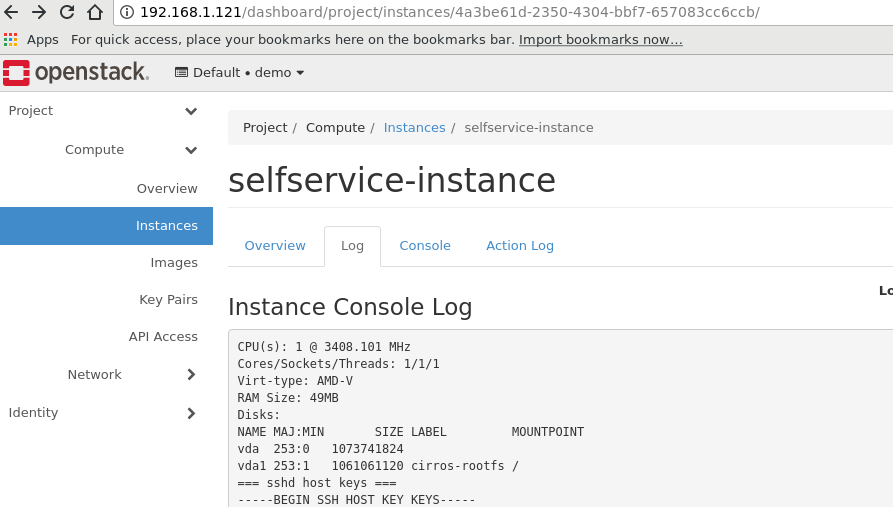 192.168.1.121/dashboard/project/instances/4a3be61d-2350-4304-bbf7-657083cc6ccb/
Apps For quick access, place your bookmarks here on the bookmarks bar. Import bookmarks now...
openstack. Default • demo
Project
Compute
Overview
Instances
Images
Key Pairs
API Access
Network
Identity
Project / Compute / Instances / selfservice-instance
selfservice-instance
Overview Log Console Action Log
Instance Console Log
CPU(s): 1 @ 3408.101 MHz
Cores/Sockets/Threads: 1/1/1
Virt-type: AMD-V
RAM Size: 49MB
Disks:
NAME MAJ:MIN       SIZE LABEL         MOUNTPOINT
vda  253:0   1073741824
vda1 253:1   1061061120 cirros-rootfs /
=== sshd host keys ===
-----BEGIN SSH HOST KEY KEYS-----